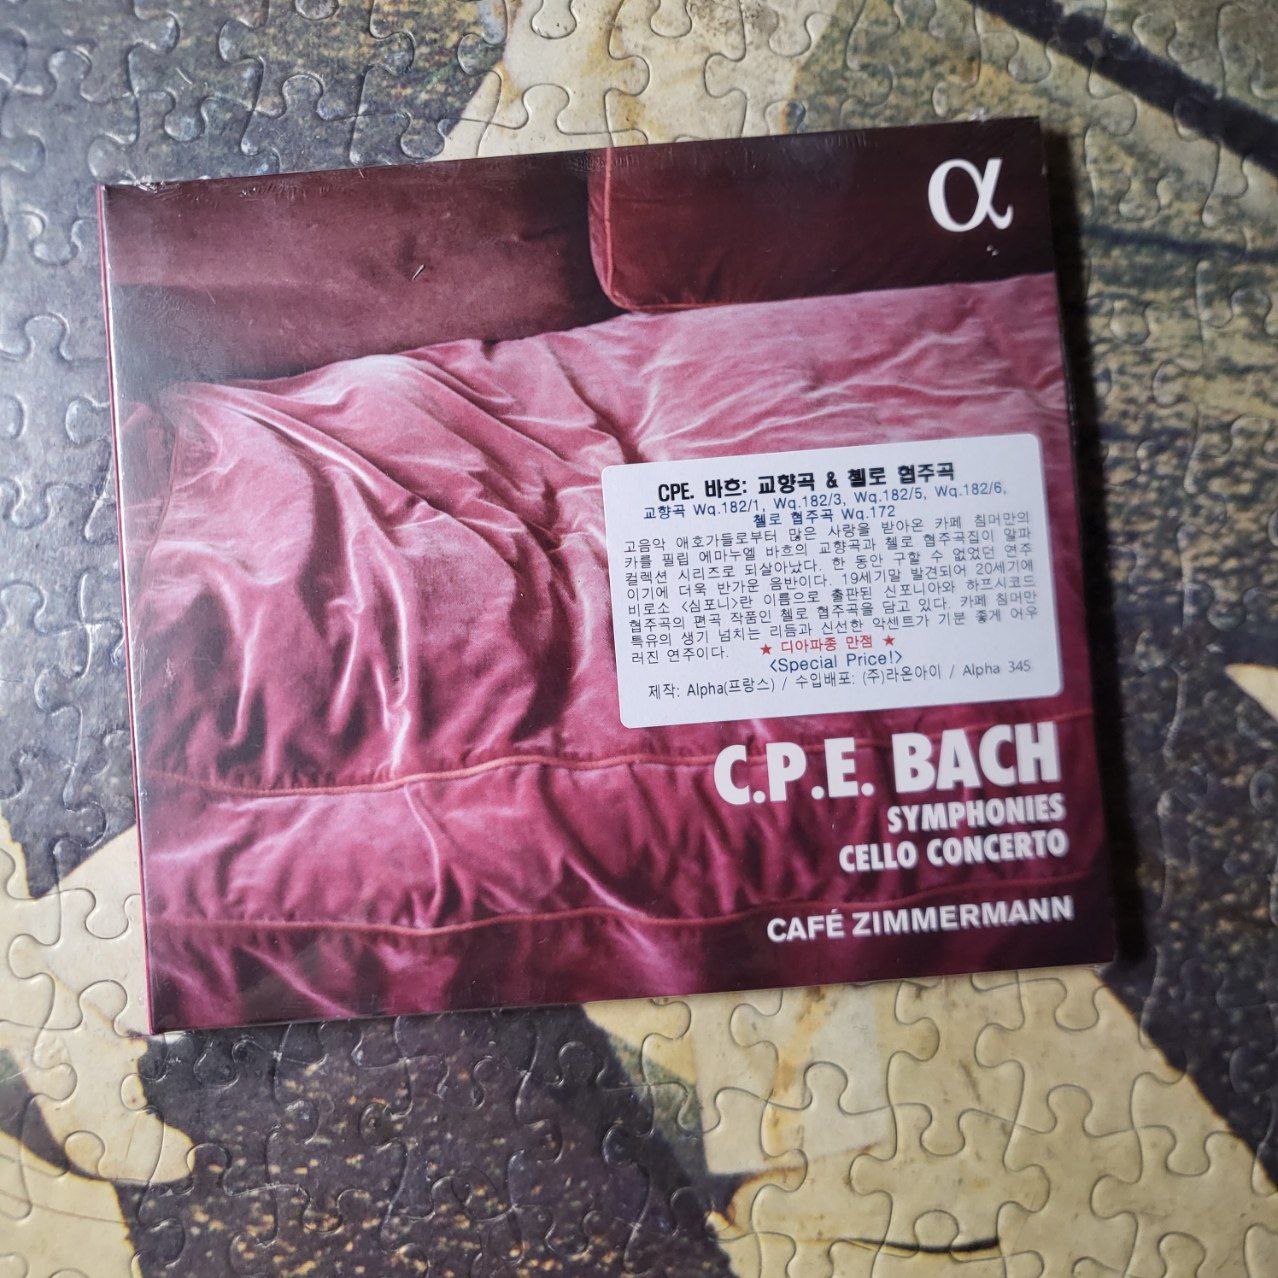 α
CPE. 바흐: 교향곡 & 첼로 협주곡
교향곡 Wq.182/1, Wq.182/3, Wq.182/5, Wq.182/6,
첼로 협주곡 Wq.172
고음악 애호가들로부터 많은 사랑을 받아온 카페 침머만의
카를 필립 에마누엘 바흐의 교향곡과 첼로 협주곡집이 알파
컬렉션 시리즈로 되살아났다. 한 동안 구할 수 없었던 연주
이기에 더욱 반가운 음반이다. 19세기말 발견되어 20세기에
비로소 <심포니>란 이름으로 출판된 신포니아와 하프시코드
협주곡의 편곡 작품인 첼로 협주곡을 담고 있다. 카페 침머만
특유의 생기 넘치는 리듬과 신선한 악센트가 기분 좋게 어우
러진 연주이다. ★ 디아파종 만점 ★
<Special Price!>
제작: Alpha(프랑스) / 수입배포: (주)라온아이 / Alpha 345
C.P.E. BACH
SYMPHONIES
CELLO CONCERTO
CAFÉ ZIMMERMANN